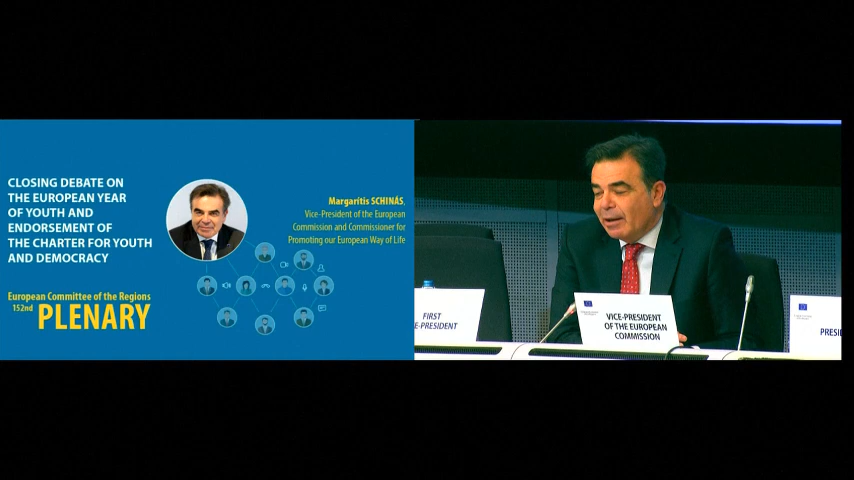 CLOSING DEBATE ON
THE EUROPEAN YEAR
OF YOUTH AND
ENDORSEMENT OF
THE CHARTER FOR YOUTH
AND DEMOCRACY
European Committee of the Regions
152nd PLENARY
Margaritis SCHINÁS,
Vice-President of the European
Commission and Commissioner for
Promoting our European Way of Life
FIRST
E-PRESIDENT
VICE-PRESIDENT
OF THE EUROPEAN
COMMISSION
PRESI